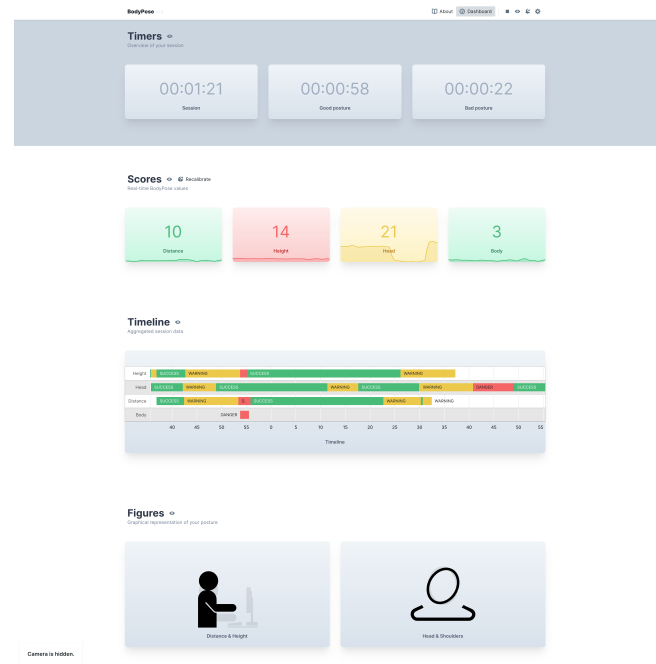 BodyPose
About
Dashboard
Timers
Overview of your session
00:01:21
Session
00:00:58
Good posture
00:00:22
Bad posture
Scores
Recalibrate
Real-time BodyPose values
10
Distance
14
Height
21
Head
3
Body
Timeline
Aggregated session data
Height SUCCESS WARNING WARNING
Head SUCCESS WARNING SUCCESS WARNING SUCCESS WARNING DANGER SUCCESS
Distance SUCCESS WARNING SUCCESS WARNING WARNING
Body DANGER
40 45 50 55 0 5 10 15 20 25 30 35 40 45 50 55
Timeline
Figures
Graphical representation of your posture
Distance & Height
Head & Shoulders
Camera is hidden.